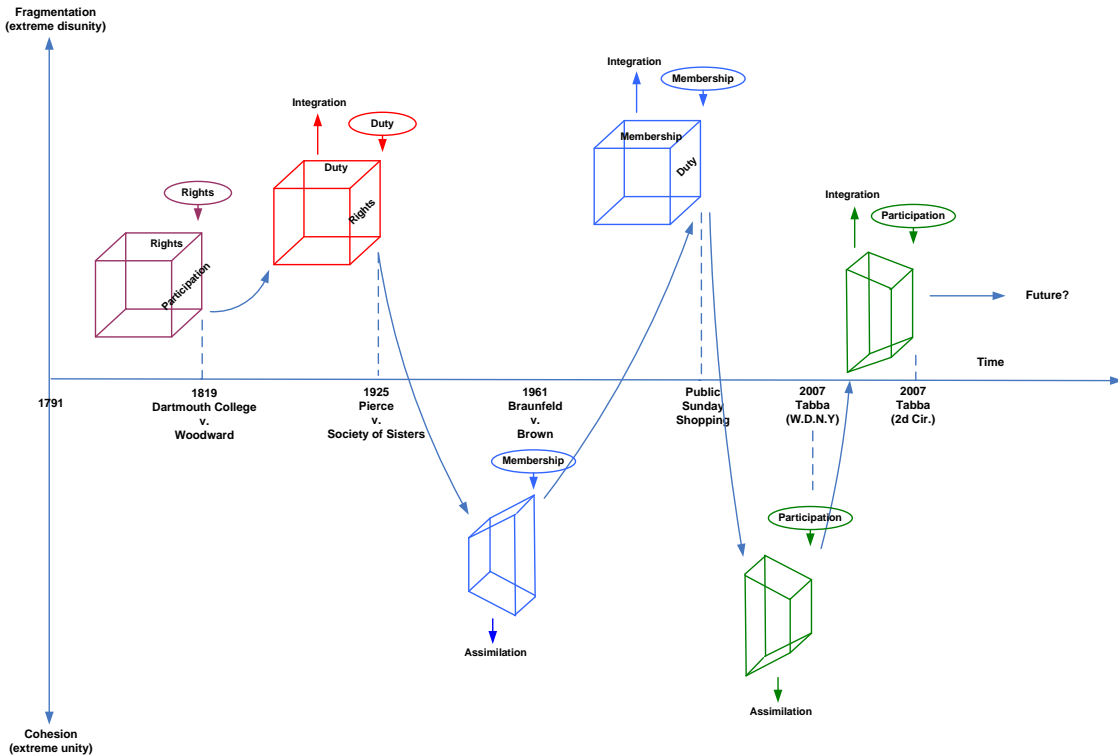 Fragmentation
(extreme disunity)
Integration
Membership
Membership
Duty
Integration
Duty
Duty
Rights
Rights
Rights
Participation
Integration
Participation
Future?
Time
1791
1819
Dartmouth College
v.
Woodward
1925
Pierce
v.
Society of Sisters
1961
Braunfeld
v.
Brown
Public
Sunday
Shopping
2007
Tabba
(W.D.N.Y)
2007
Tabba
(2d Cir.)
Membership
Assimilation
Participation
Assimilation
Cohesion
(extreme unity)